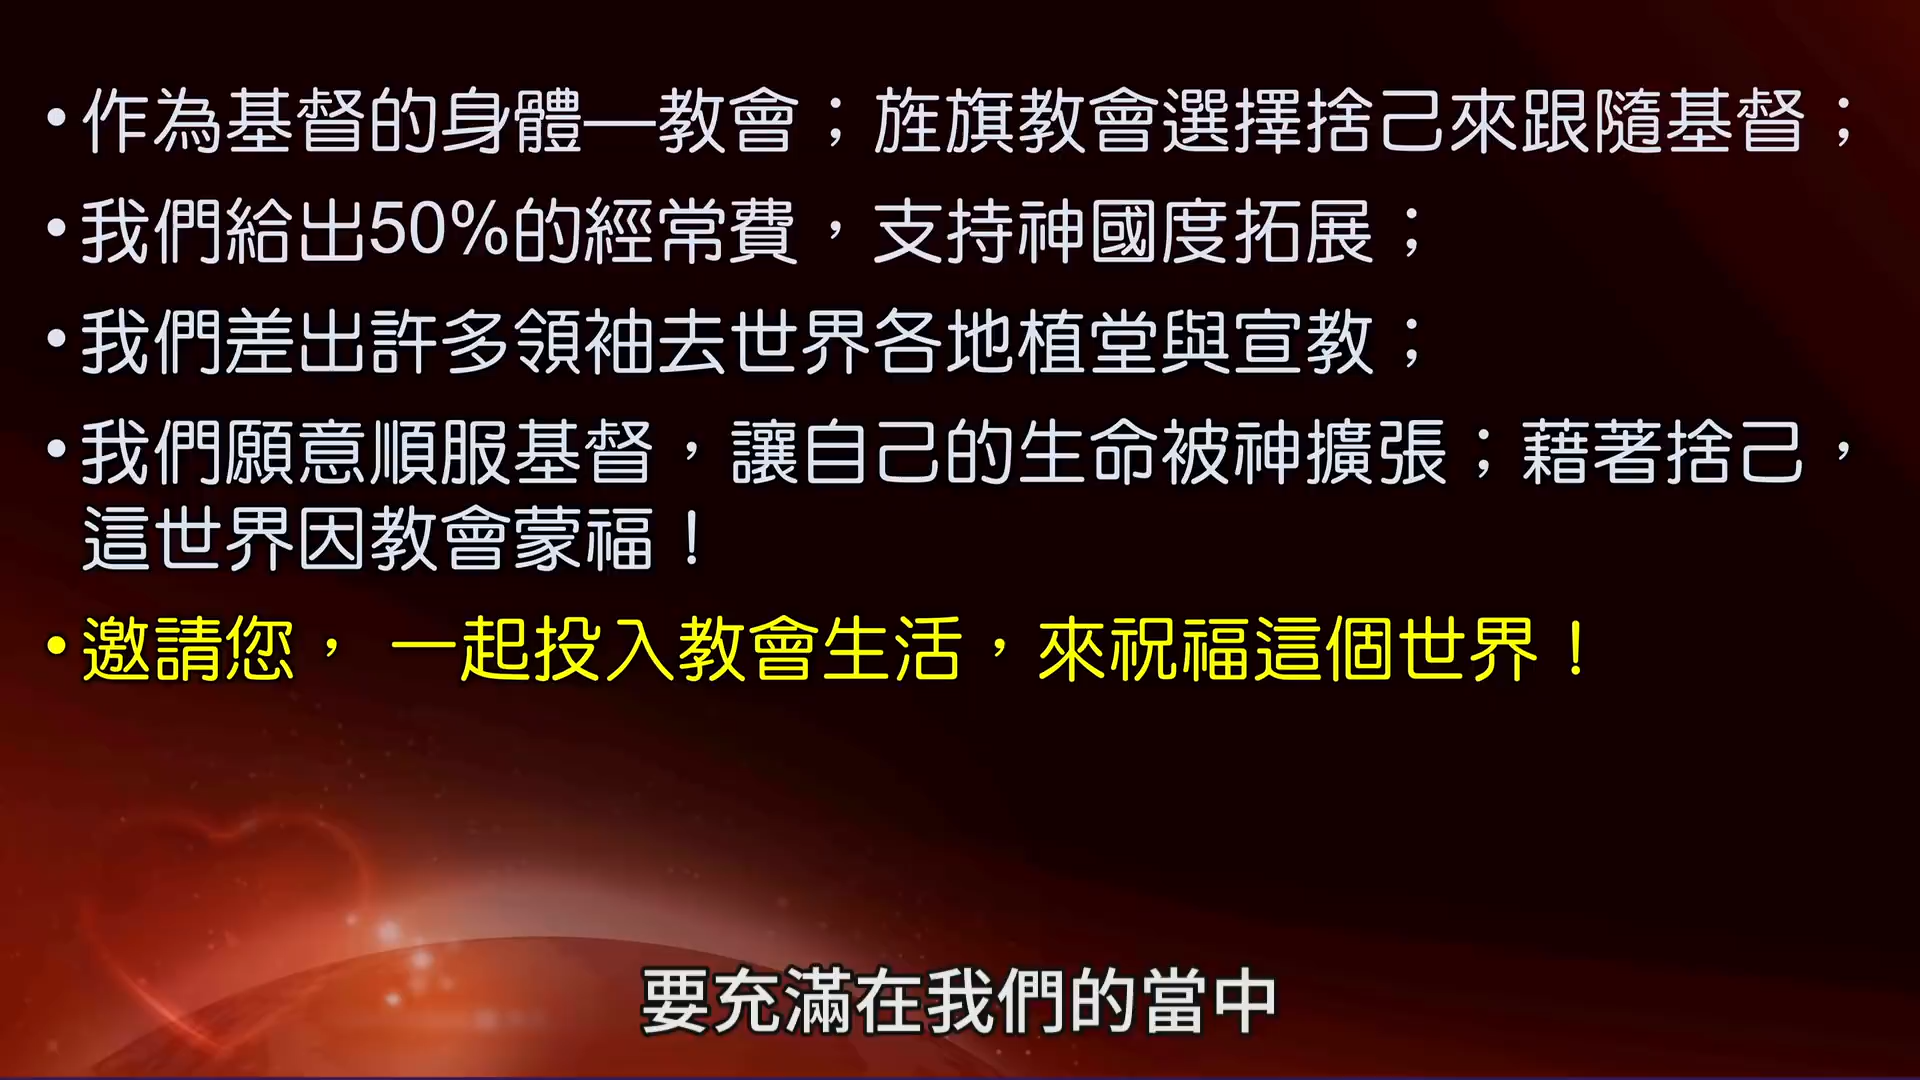 •作為基督的身體—教會；旌旗教會選擇捨己來跟隨基督；
•我們給出50%的經常費，支持神國度拓展；
•我們差出許多領袖去世界各地植堂與宣教；
•我們願意順服基督，讓自己的生命被神擴張；藉著捨己，
這世界因教會蒙福！
•邀請您， 一起投入教會生活，來祝福這個世界！
要充滿在我們的當中